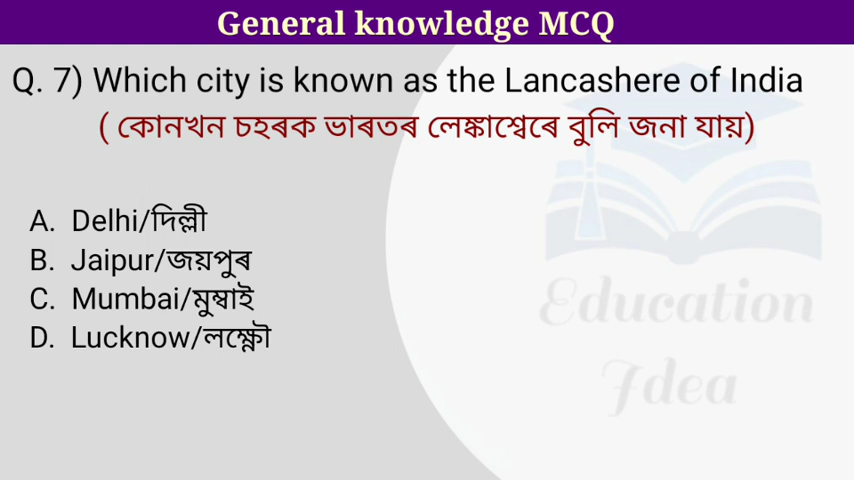 General knowledge MCQ
Q. 7) Which city is known as the Lancashere of India
( কোনখন চহৰক ভাৰতৰ লেঙ্কাশ্বেৰে বুলি জনা যায়)
A. Delhi/দিল্লী
B. Jaipur/জয়পুৰ
C. Mumbai/মুম্বাই
D. Lucknow/লক্ষ্ণৌ
Education
Idea